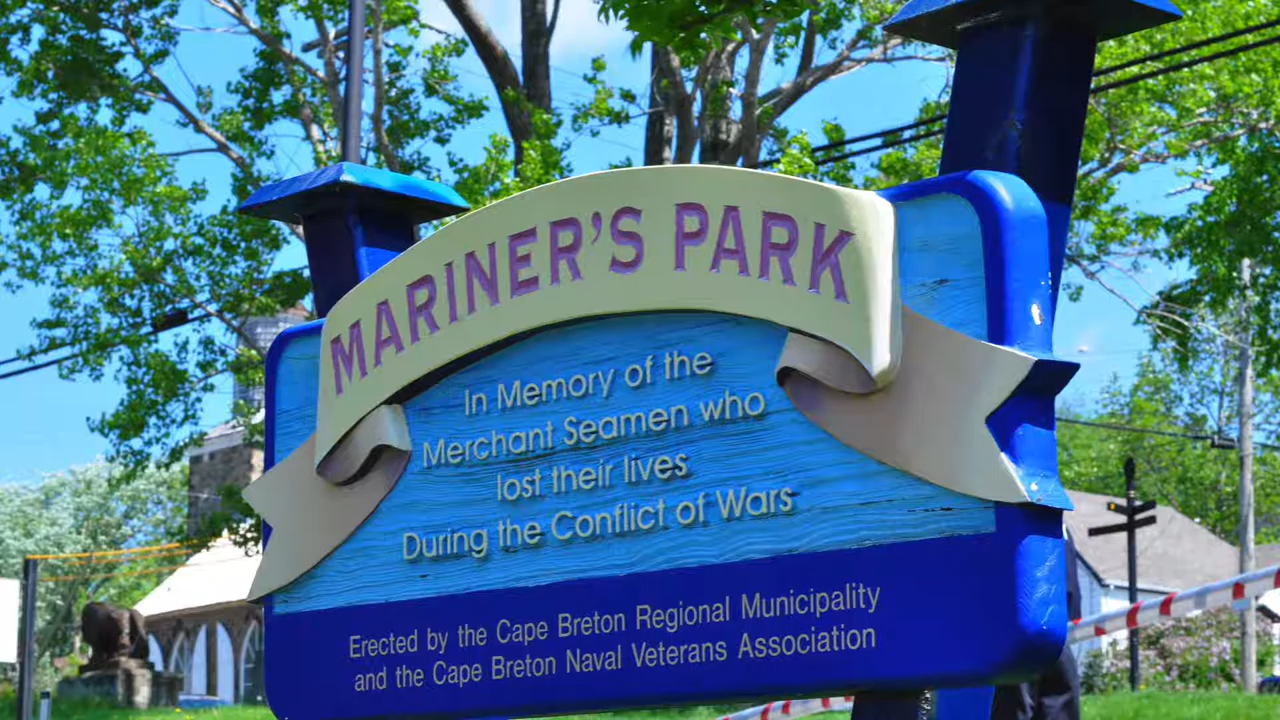 MARINER'S PARK
In Memory of the
Merchant Seamen who
lost their lives
During the Conflict of Wars
Erected by the Cape Breton Regional Municipality
and the Cape Breton Naval Veterans Association